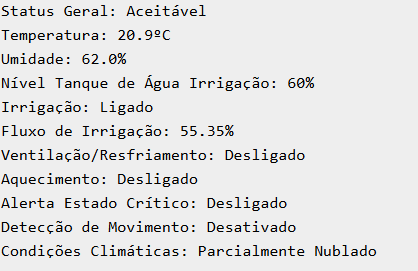 Status Geral: Aceitável
Temperatura: 20.9ºC
Umidade: 62.0%
Nível Tanque de Água Irrigação: 60%
Irrigação: Ligado
Fluxo de Irrigação: 55.35%
Ventilação/Resfriamento: Desligado
Aquecimento: Desligado
Alerta Estado Crítico: Desligado
Detecção de Movimento: Desativado
Condições Climáticas: Parcialmente Nublado